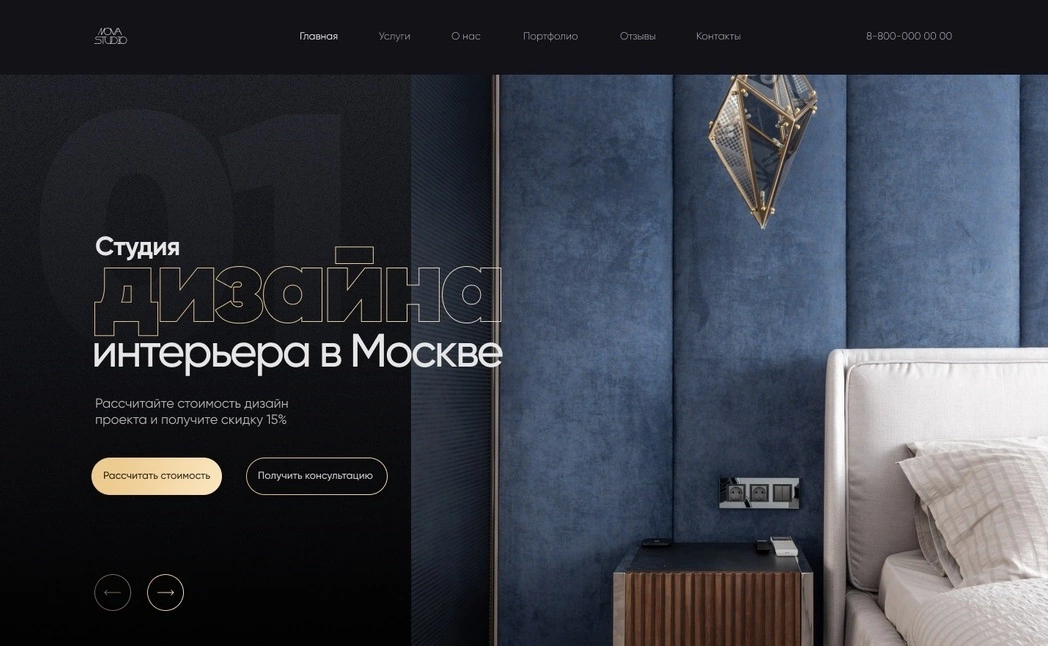 NOVA
STUDIO
Главная
Услуги
О нас
Портфолио
Отзывы
Контакты
8-800-000 00 00
01
Студия
дизайна
интерьера в Москве
Рассчитайте стоимость дизайн
проекта и получите скидку 15%
Рассчитать стоимость
Получить консультацию